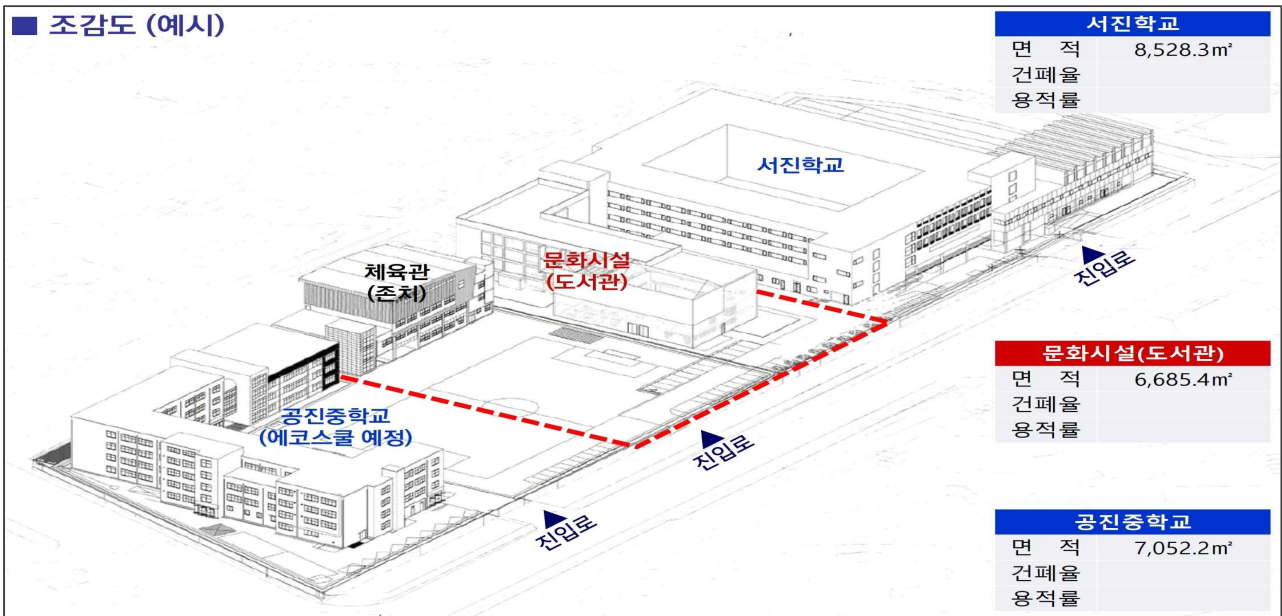 ■ 조감도 (예시)
서진학교
면 적 8,528.3㎡
건폐율
용적률
서진학교
진입로
문화시설
(도서관)
체육관
(존치)
문화시설(도서관)
면 적 6,685.4㎡
건폐율
용적률
공진중학교
(에코스쿨 예정)
진입로
진입로
공진중학교
면 적 7,052.2㎡
건폐율
용적률